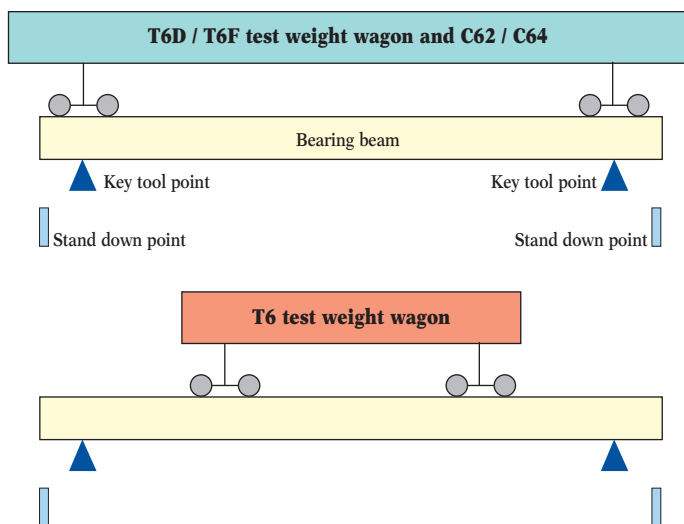 T6D / T6F test weight wagon and C62 / C64
Bearing beam
Key tool point
Key tool point
Stand down point
Stand down point
T6 test weight wagon